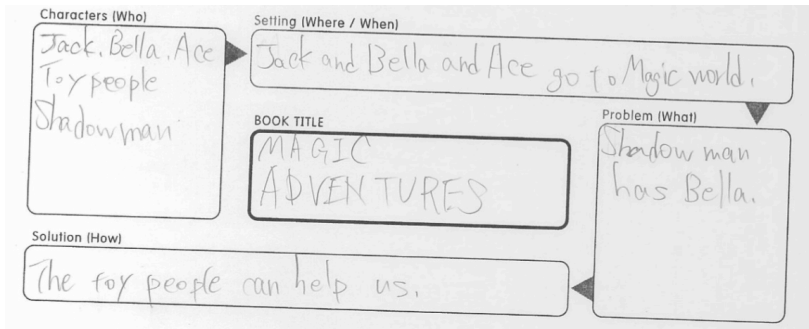 Characters (Who)
Jack, Bella, Ace
Toy people
Shadow man
Setting (Where / When)
Jack and Bella and Ace go to Magic world.
BOOK TITLE
MAGIC
ADVENTURES
Problem (What)
Shadow man
has Bella.
Solution (How)
The toy people can help us.